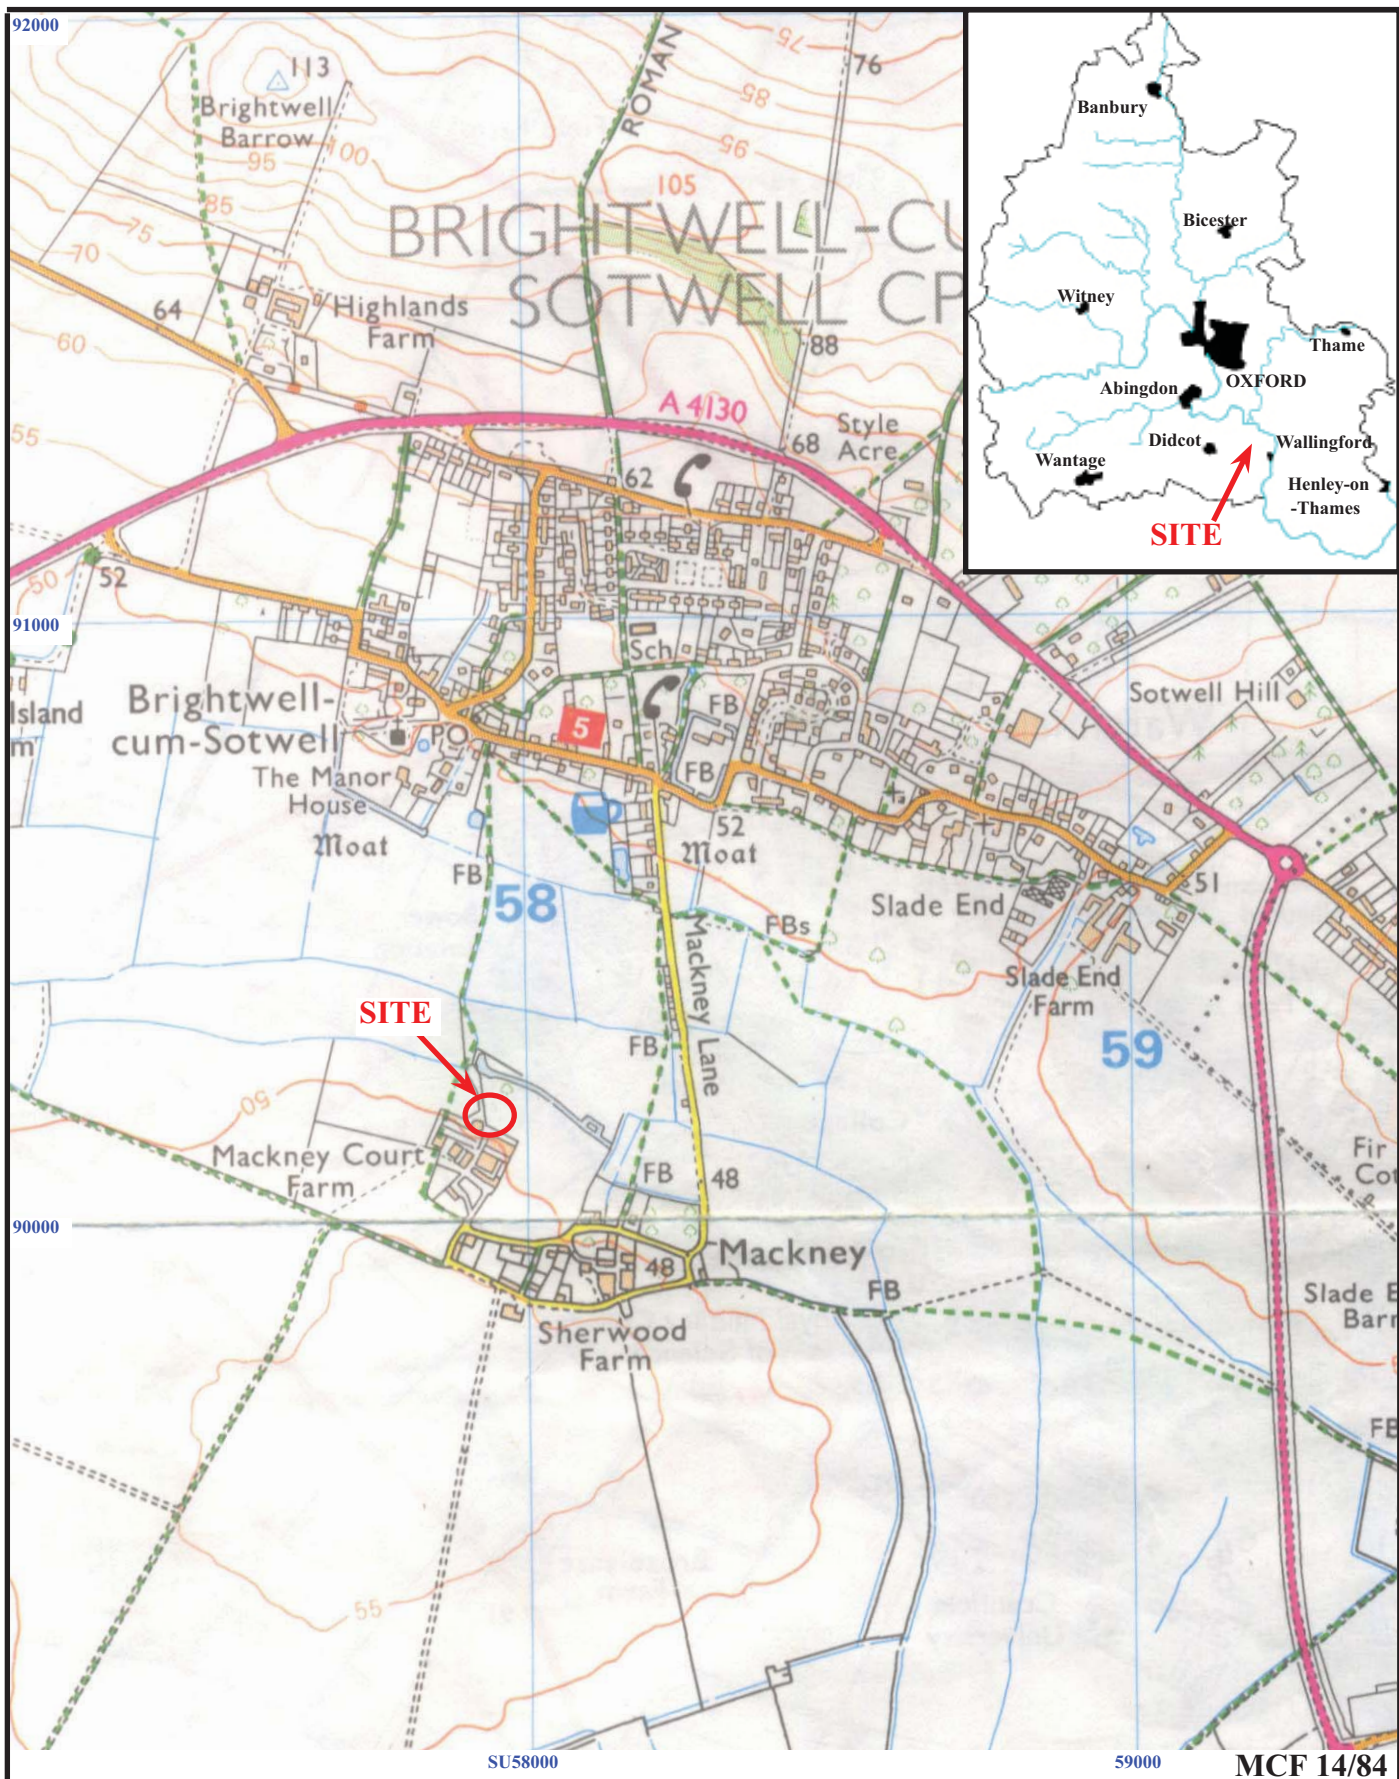 92000
113
Brightwell
Barrow
95
100
85
75
70
64
60
55
Highlands
Farm
ROMAN
75
76
85
95
105
BRIGHTWELL-CU
SOTWELL CP
88
A 4130
Style
Acre
68
62
Banbury
Bicester
Witney
Thame
OXFORD
Abingdon
Didcot
Wallingford
Wantage
Henley-on
-Thames
SITE
50
52
91000
Sch
Island
m
Brightwell-
cum-Sotwell
PO
5
FB
FB
Sotwell Hill
The Manor
House
Moat
52
Moat
FB
58
Slade End
51
FBs
Mackney Lane
Slade End
Farm
59
SITE
FB
50
Mackney Court
Farm
FB
48
Fir
Cot
90000
Mackney
48
FB
Sherwood
Farm
Slade E
Barn
FB
55
SU58000
59000
MCF 14/84